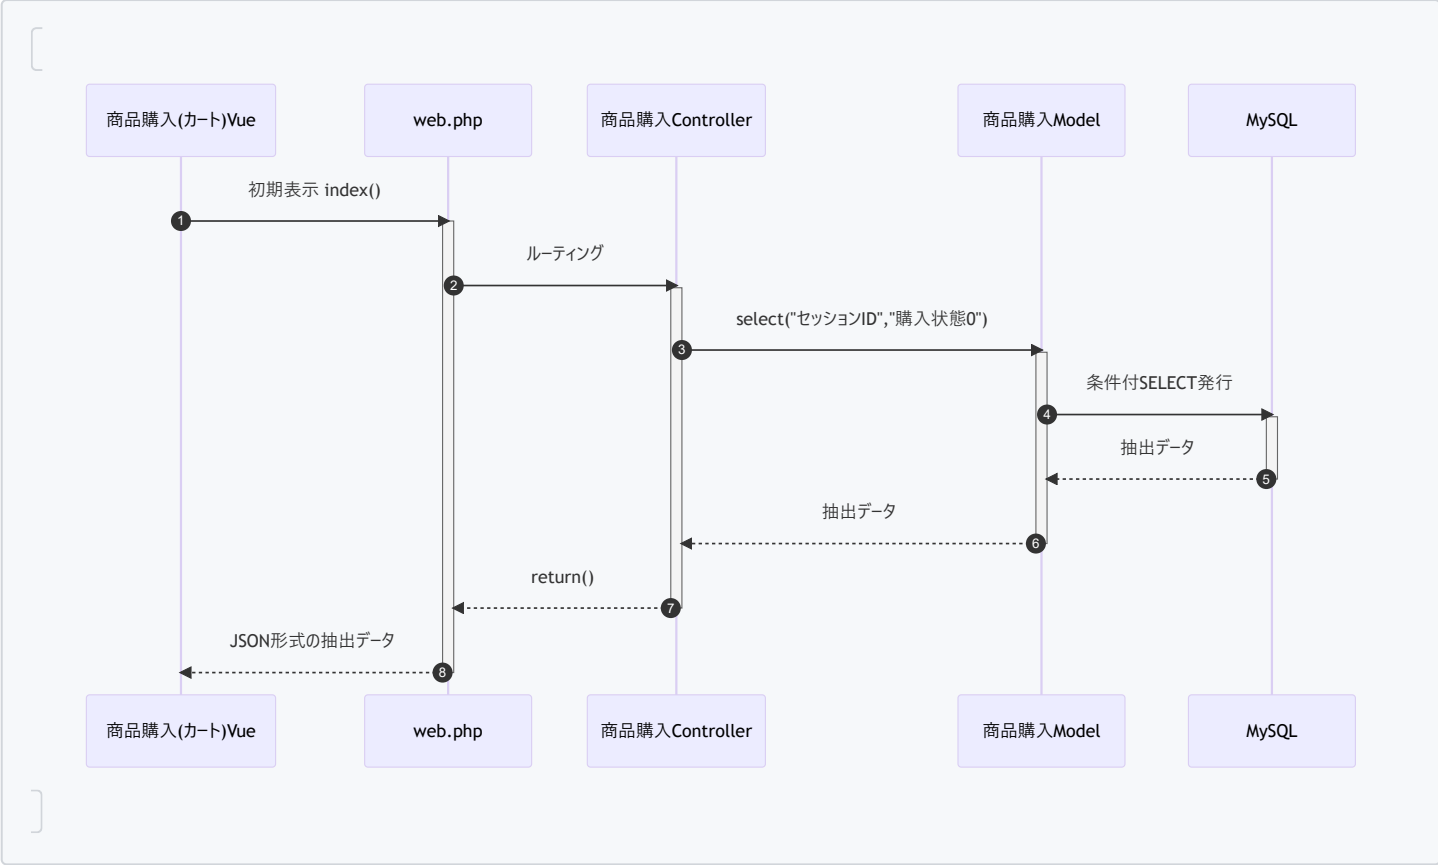 商品購入(カート)Vue
web.php
商品購入Controller
商品購入Model
MySQL
初期表示 index()
1
ルーティング
2
select("セッションID","購入状態0")
3
条件付SELECT発行
4
抽出データ
5
抽出データ
6
return()
7
JSON形式の抽出データ
8
商品購入(カート)Vue
web.php
商品購入Controller
商品購入Model
MySQL